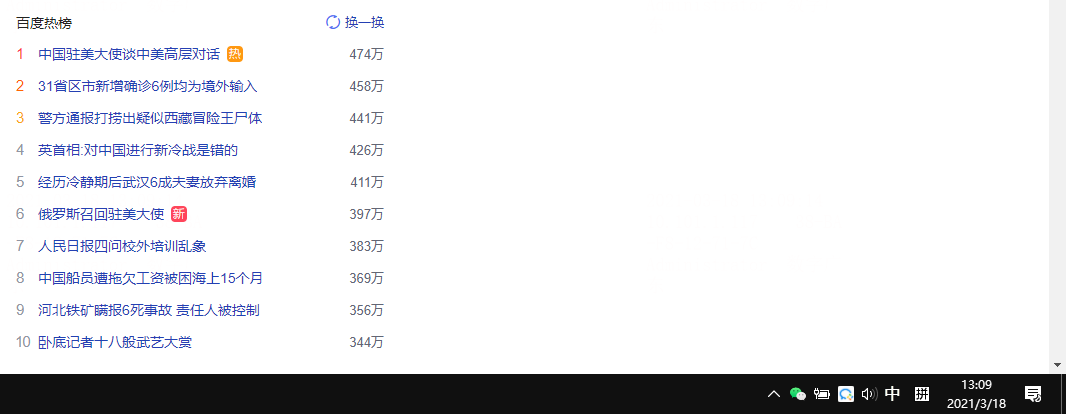 百度热榜 换一换
1 中国驻美大使谈中美高层对话 热 474万
2 31省区市新增确诊6例均为境外输入 458万
3 警方通报打捞出疑似西藏冒险王尸体 441万
4 英首相:对中国进行新冷战是错的 426万
5 经历冷静期后武汉6成夫妻放弃离婚 411万
6 俄罗斯召回驻美大使 新 397万
7 人民日报四问校外培训乱象 383万
8 中国船员遭拖欠工资被困海上15个月 369万
9 河北铁矿瞒报6死事故 责任人被控制 356万
10 卧底记者十八般武艺大赏 344万
中 拼 13:09
2021/3/18